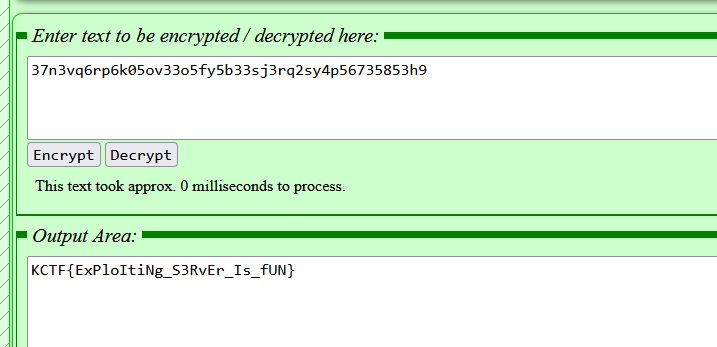 Enter text to be encrypted / decrypted here:
37n3vq6rp6k05ov33o5fy5b33sj3rq2sy4p56735853h9
Encrypt Decrypt
This text took approx. 0 milliseconds to process.
Output Area:
KCTF{ExPloItiNg_S3RvEr_Is_fUN}